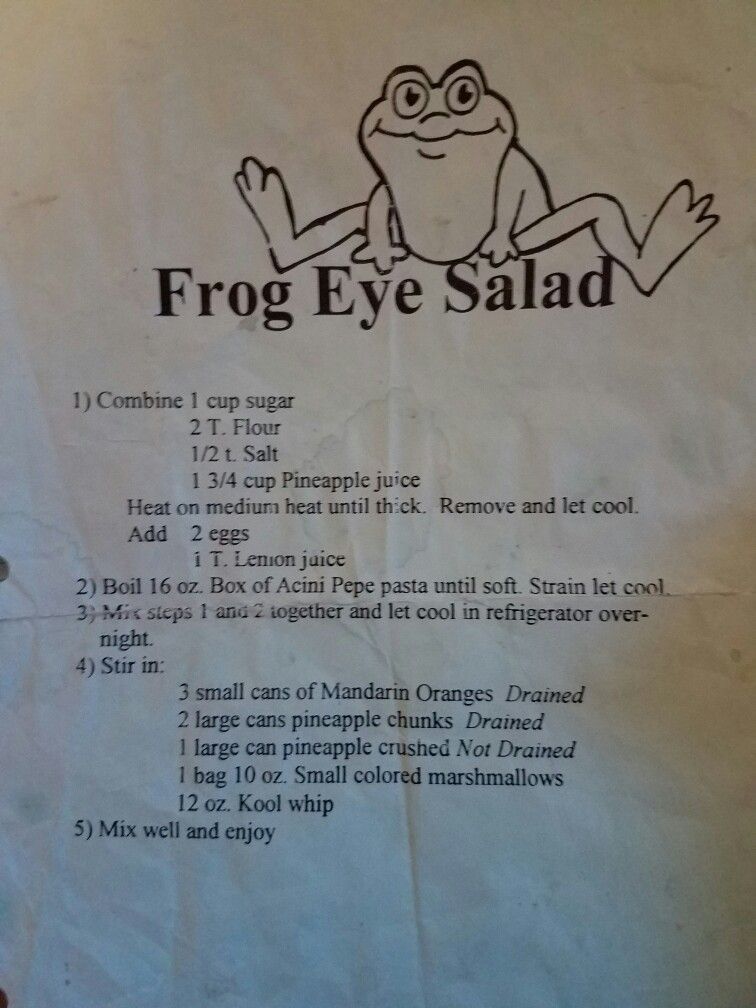 Frog Eye Salad
1) Combine 1 cup sugar
2 T. Flour
1/2 t. Salt
1 3/4 cup Pineapple juice
Heat on medium heat until thick. Remove and let cool.
Add 2 eggs
1 T. Lemon juice
2) Boil 16 oz. Box of Acini Pepe pasta until soft. Strain let cool.
3) Mix steps 1 and 2 together and let cool in refrigerator over-
night.
4) Stir in:
3 small cans of Mandarin Oranges Drained
2 large cans pineapple chunks Drained
1 large can pineapple crushed Not Drained
1 bag 10 oz. Small colored marshmallows
12 oz. Kool whip
5) Mix well and enjoy